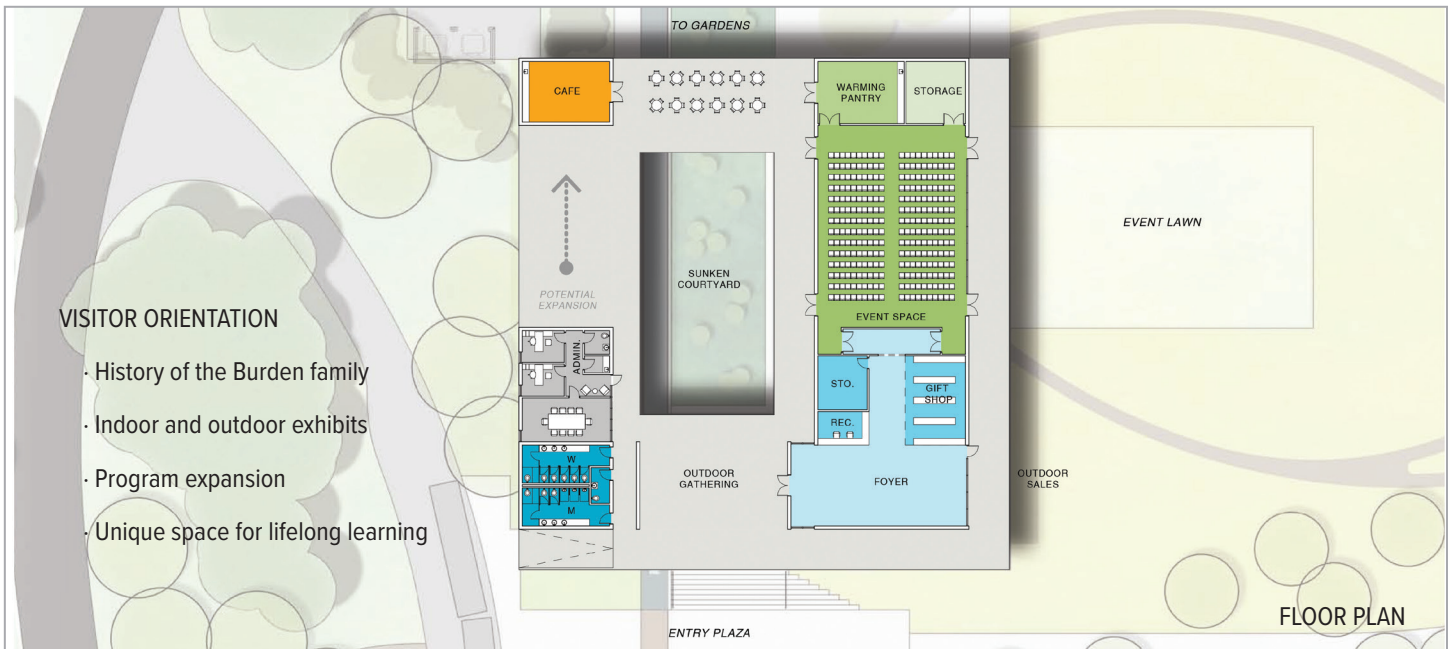 TO GARDENS
CAFE
WARMING
PANTRY
STORAGE
EVENT LAWN
SUNKEN
COURTYARD
POTENTIAL
EXPANSION
EVENT SPACE
ADMIN.
STO.
GIFT
SHOP
REC.
W
M
OUTDOOR
GATHERING
FOYER
OUTDOOR
SALES
VISITOR ORIENTATION
· History of the Burden family
· Indoor and outdoor exhibits
· Program expansion
· Unique space for lifelong learning
ENTRY PLAZA
FLOOR PLAN